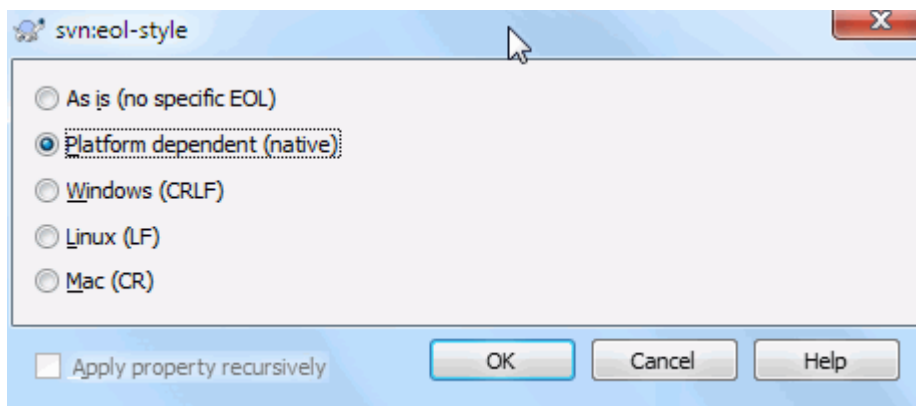 svn:eol-style
As is (no specific EOL)
Platform dependent (native)
Windows (CRLF)
Linux (LF)
Mac (CR)
Apply property recursively OK Cancel Help